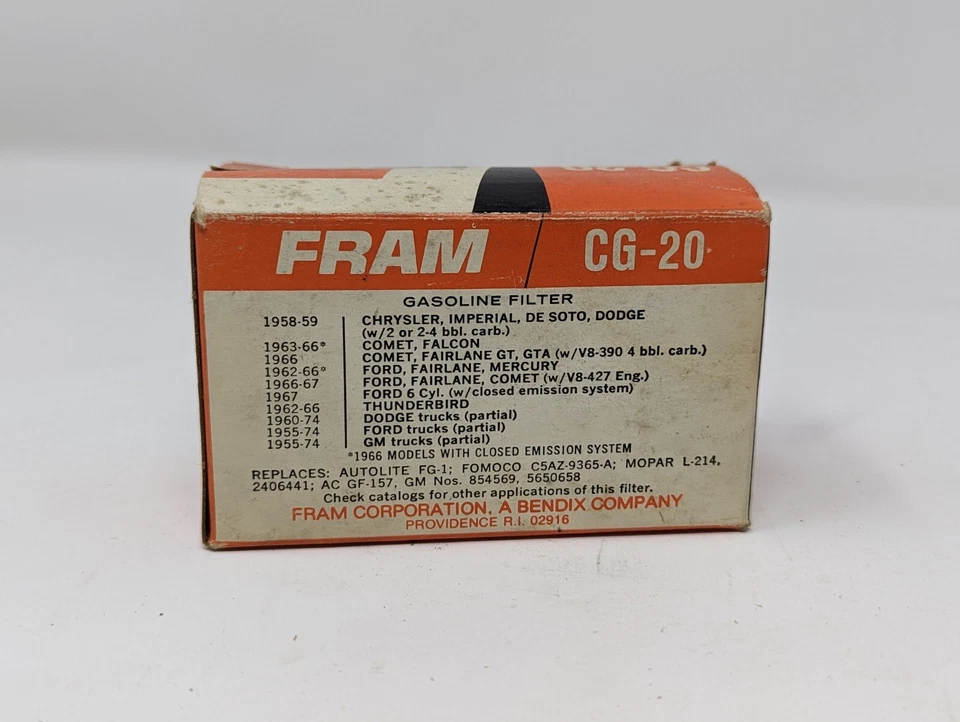 FRAM CG-20
GASOLINE FILTER
1958-59 CHRYSLER, IMPERIAL, DE SOTO, DODGE
(w/2 or 2-4 bbl. carb.)
1963-66* COMET, FALCON
1966 COMET, FAIRLANE GT, GTA (w/V8-390 4 bbl. carb.)
1962-66* FORD, FAIRLANE, MERCURY
1966-67 FORD, FAIRLANE, COMET (w/V8-427 Eng.)
1967 FORD 6 Cyl. (w/closed emission system)
1962-66 THUNDERBIRD
1960-74 DODGE trucks (partial)
1955-74 FORD trucks (partial)
1955-74 GM trucks (partial)
*1966 MODELS WITH CLOSED EMISSION SYSTEM
REPLACES: AUTOLITE FG-1; FOMOCO C5AZ-9365-A; MOPAR L-214,
2406441; AC GF-157, GM Nos. 854569, 5650658
Check catalogs for other applications of this filter.
FRAM CORPORATION, A BENDIX COMPANY
PROVIDENCE R.I. 02916